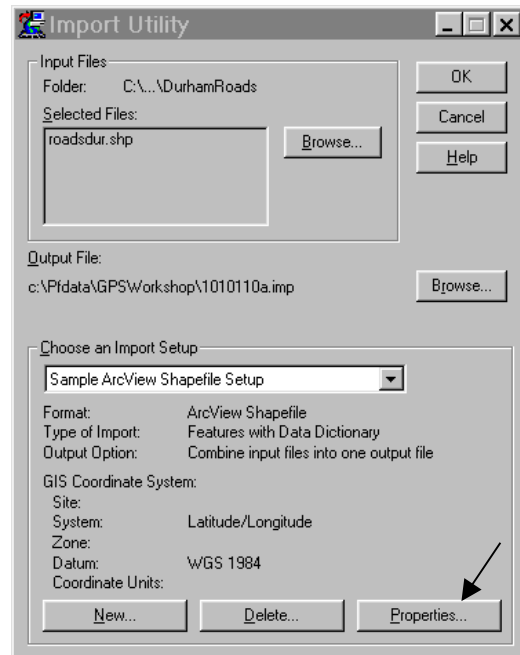 Import Utility
Input Files
Folder: C:\...\DurhamRoads
Selected Files:
roadsdur.shp
Browse...
OK
Cancel
Help
Output File:
c:\Pfdata\GPSWorkshop\1010110a.imp
Browse...
Choose an Import Setup
Sample ArcView Shapefile Setup
Format: ArcView Shapefile
Type of Import: Features with Data Dictionary
Output Option: Combine input files into one output file
GIS Coordinate System:
Site:
System: Latitude/Longitude
Zone:
Datum: WGS 1984
Coordinate Units:
New... Delete... Properties...